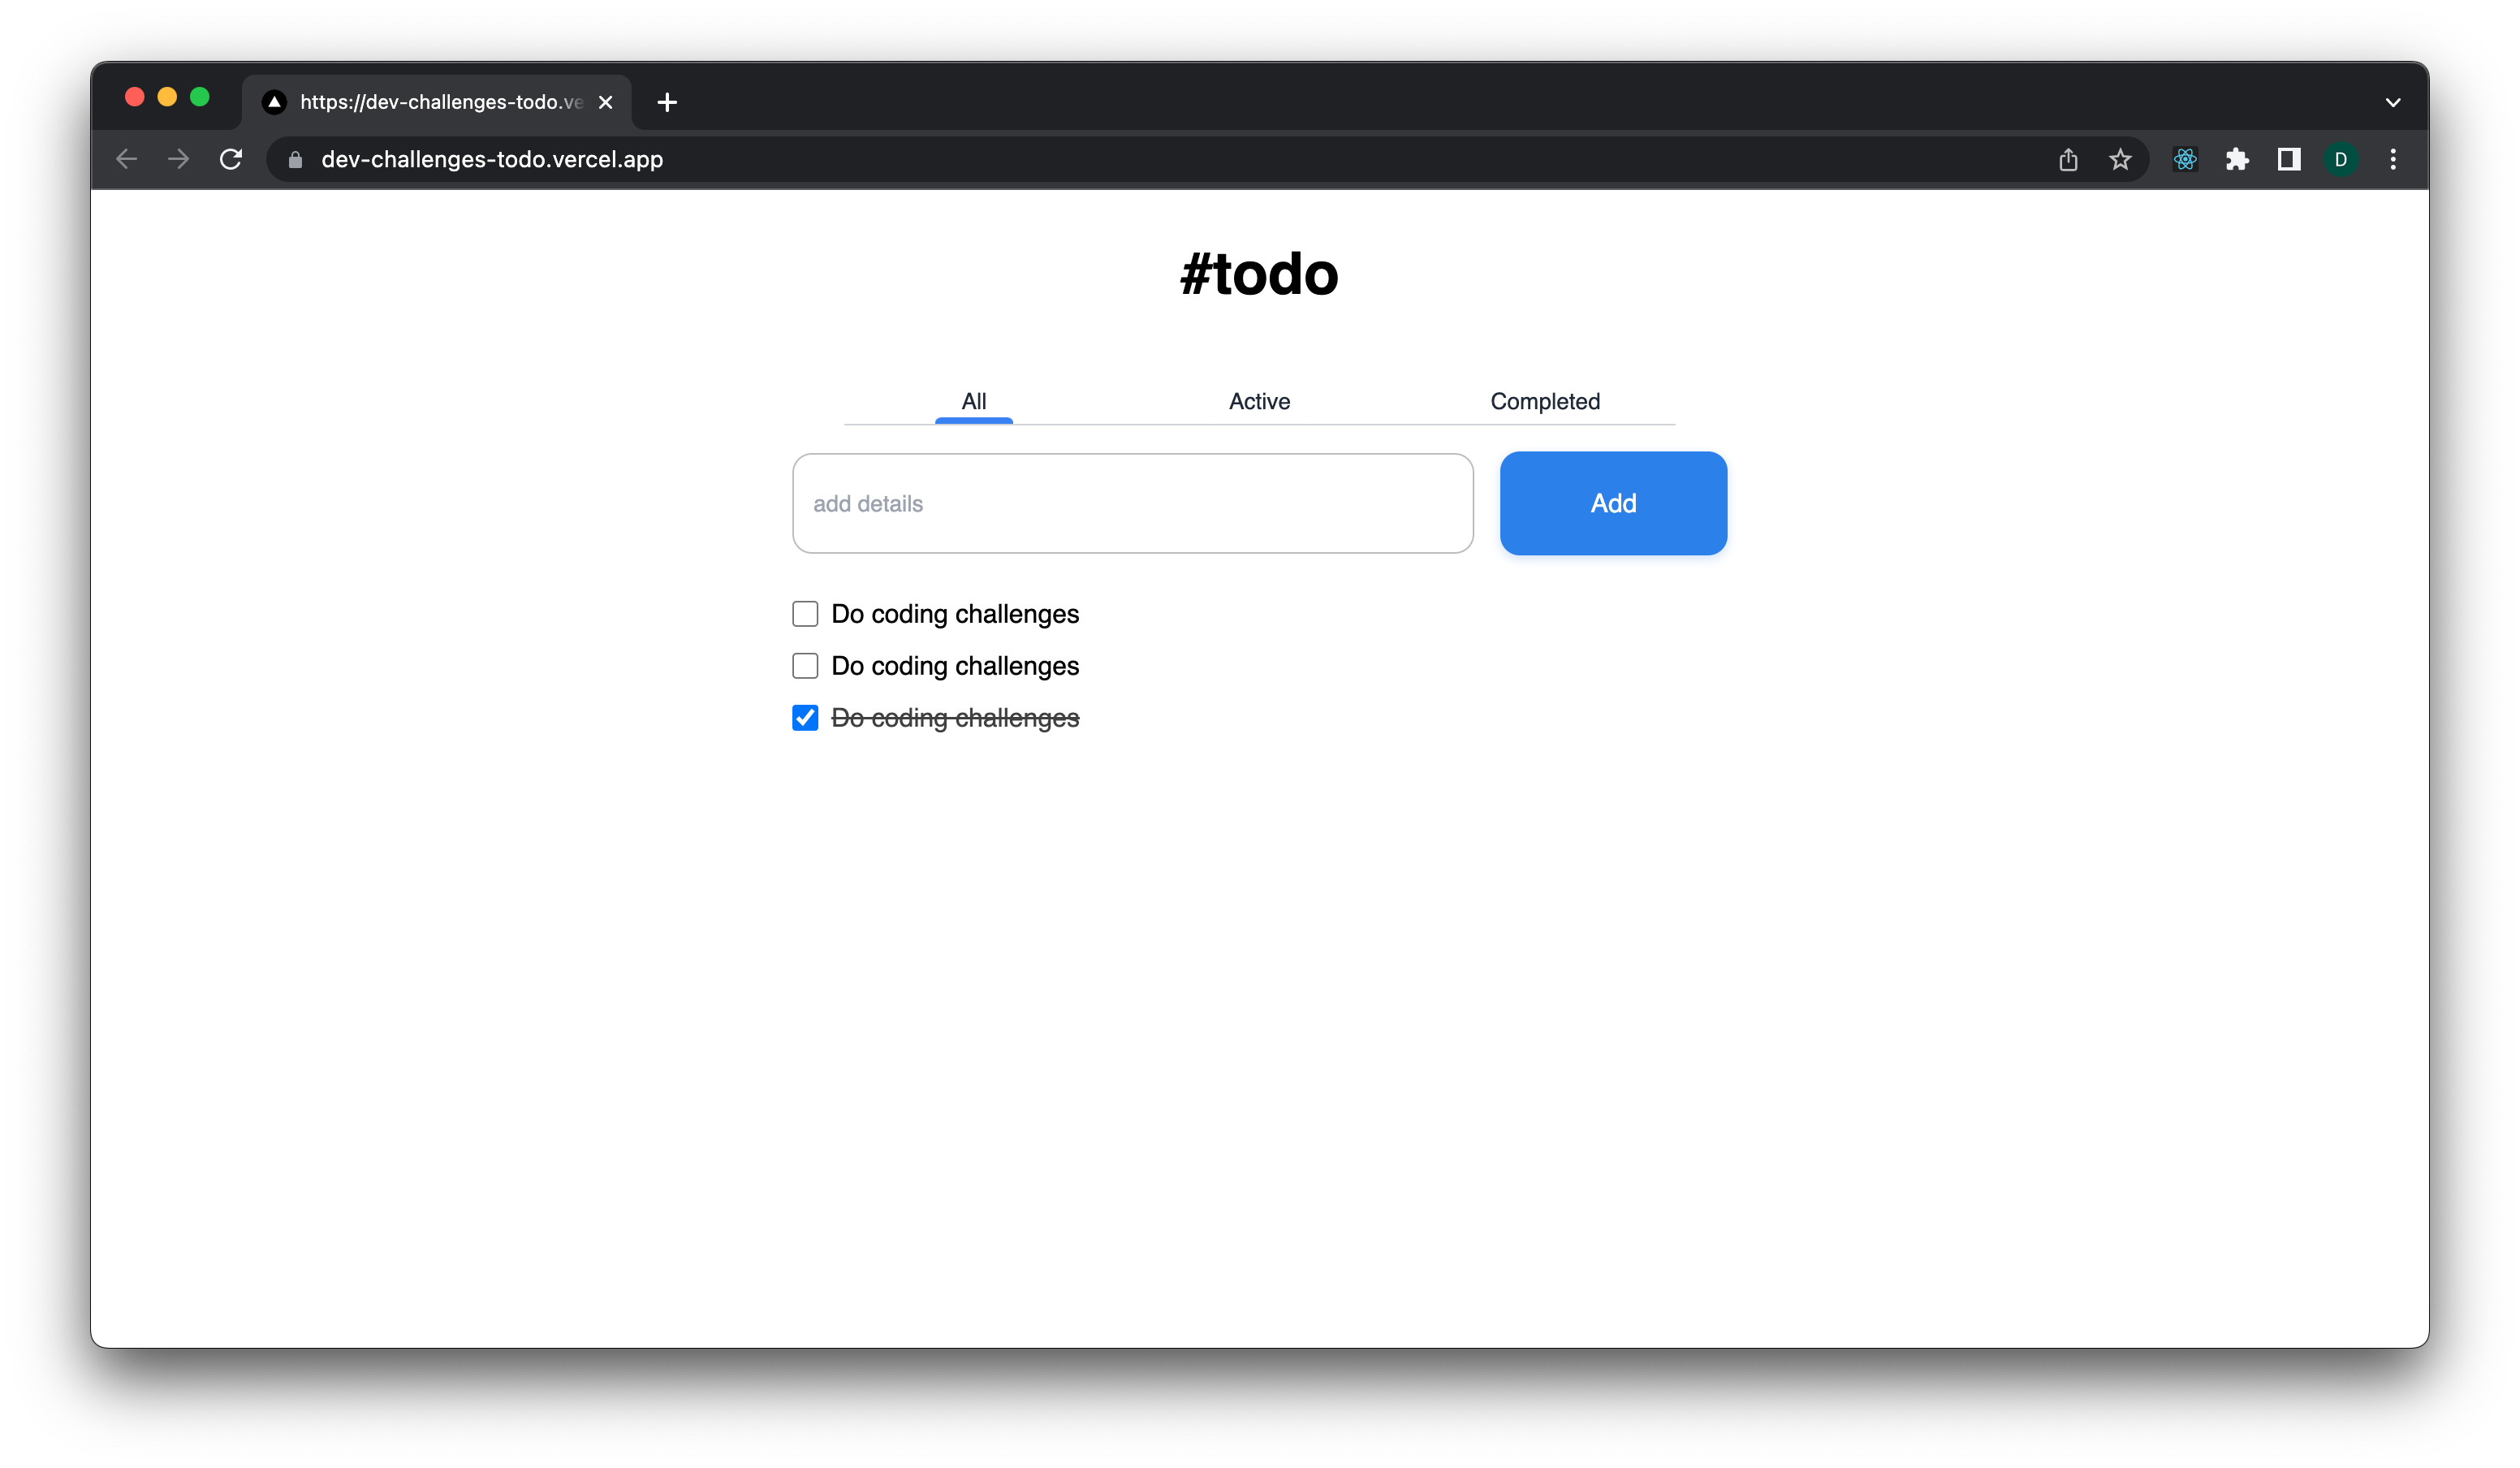 https://dev-challenges-todo.ve
dev-challenges-todo.vercel.app
D
#todo
All Active Completed
add details Add
Do coding challenges
Do coding challenges
Do coding challenges